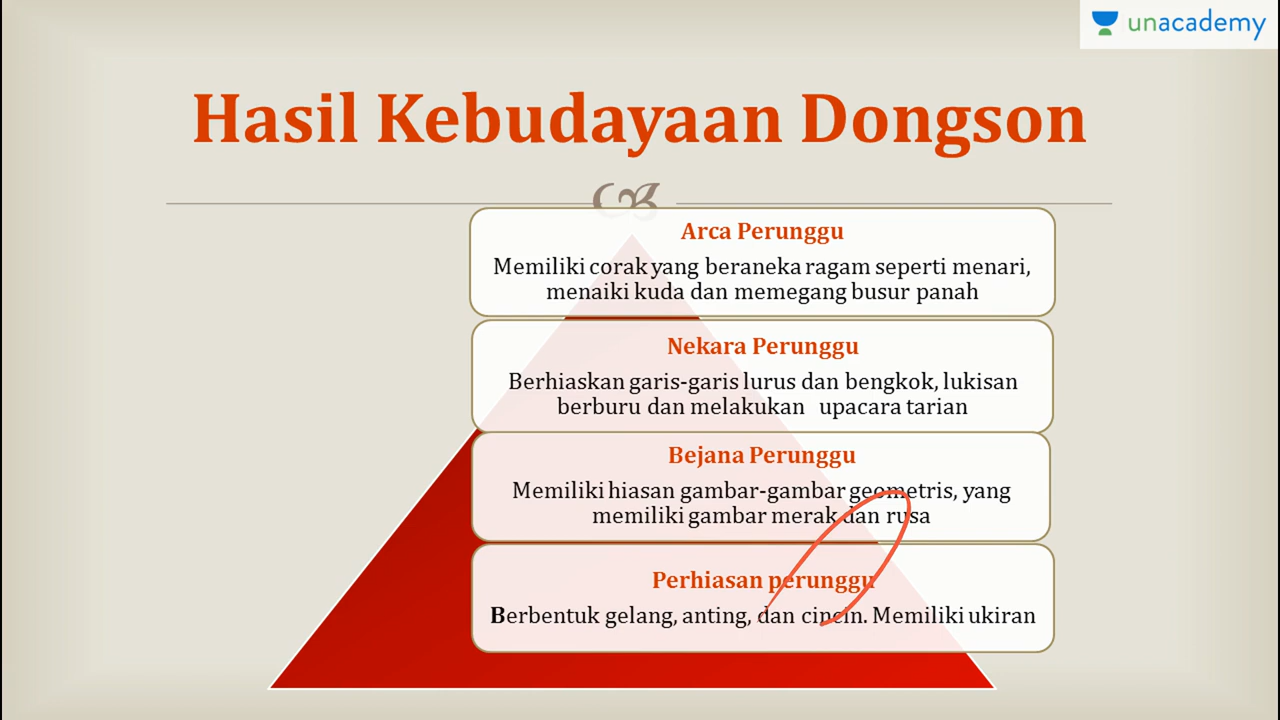 unacademy
Hasil Kebudayaan Dongson
Arca Perunggu
Memiliki corak yang beraneka ragam seperti menari,
menaiki kuda dan memegang busur panah
Nekara Perunggu
Berhiaskan garis-garis lurus dan bengkok, lukisan
berburu dan melakukan upacara tarian
Bejana Perunggu
Memiliki hiasan gambar-gambar geometris, yang
memiliki gambar merak dan rusa
Perhiasan perunggu
Berbentuk gelang, anting, dan cincin. Memiliki ukiran